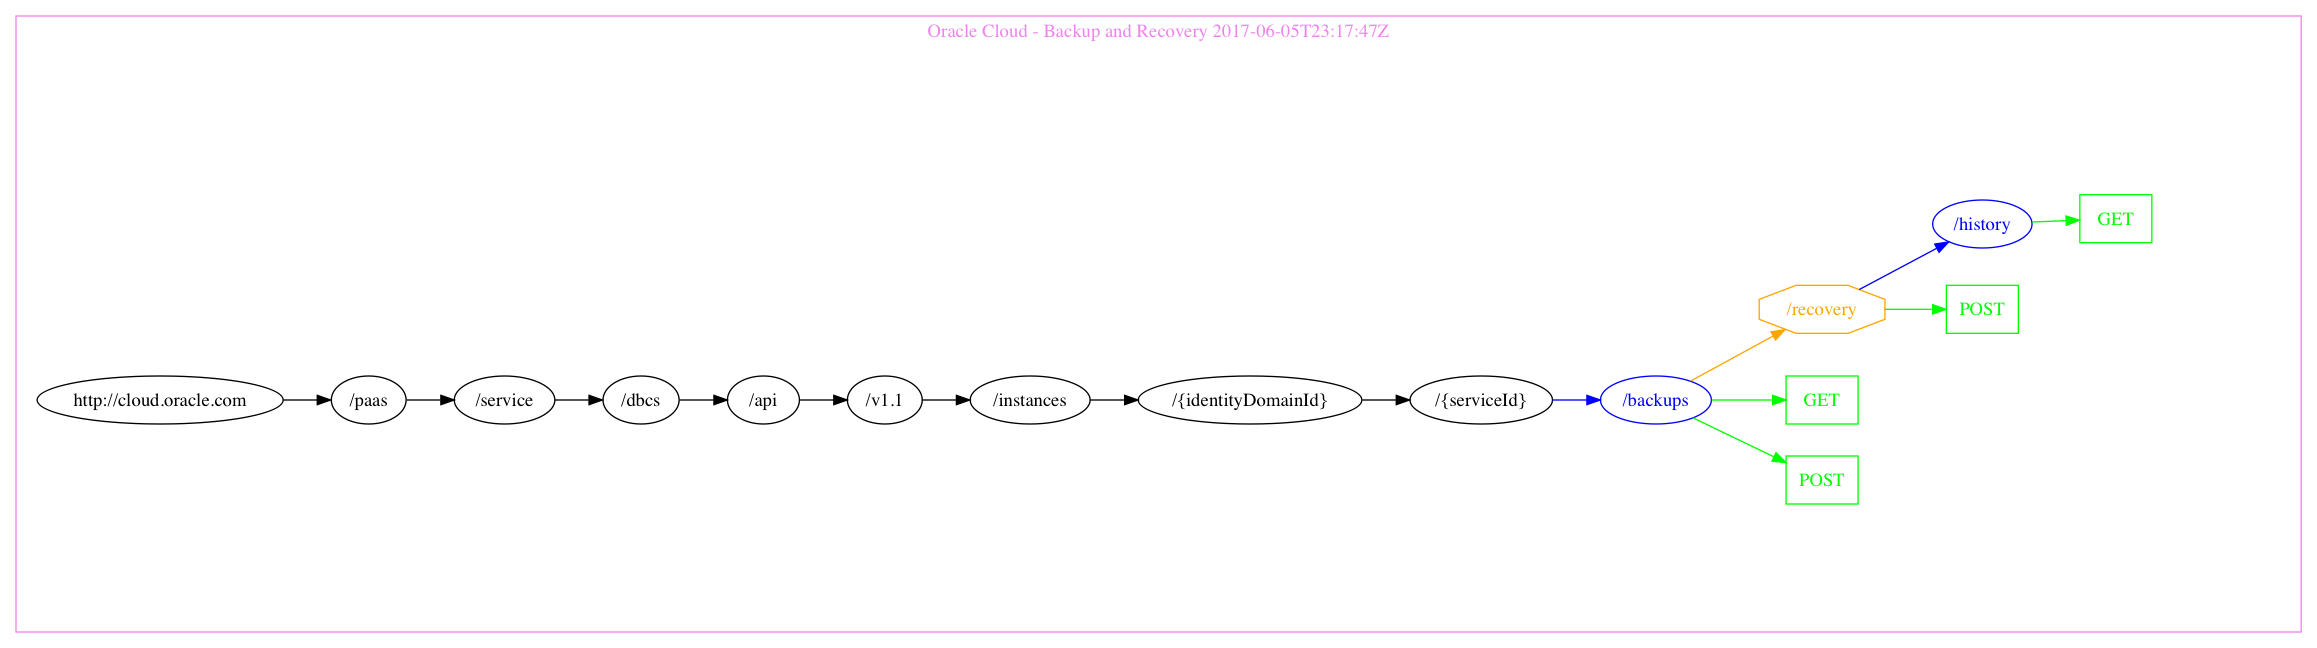 Oracle Cloud - Backup and Recovery 2017-06-05T23:17:47Z
http://cloud.oracle.com
/paas
/service
/dbcs
/api
/v1.1
/instances
/{identityDomainId}
/{serviceId}
/backups
/recovery
/history
GET
POST
GET
POST